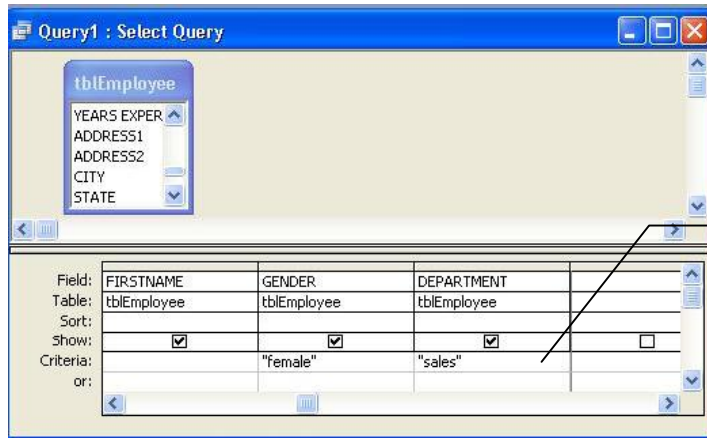 Query1 : Select Query
tblEmployee
YEARS EXPER
ADDRESS1
ADDRESS2
CITY
STATE
Field: FIRSTNAME GENDER DEPARTMENT
Table: tblEmployee tblEmployee tblEmployee
Sort:
Show:
Criteria: "female" "sales"
or: